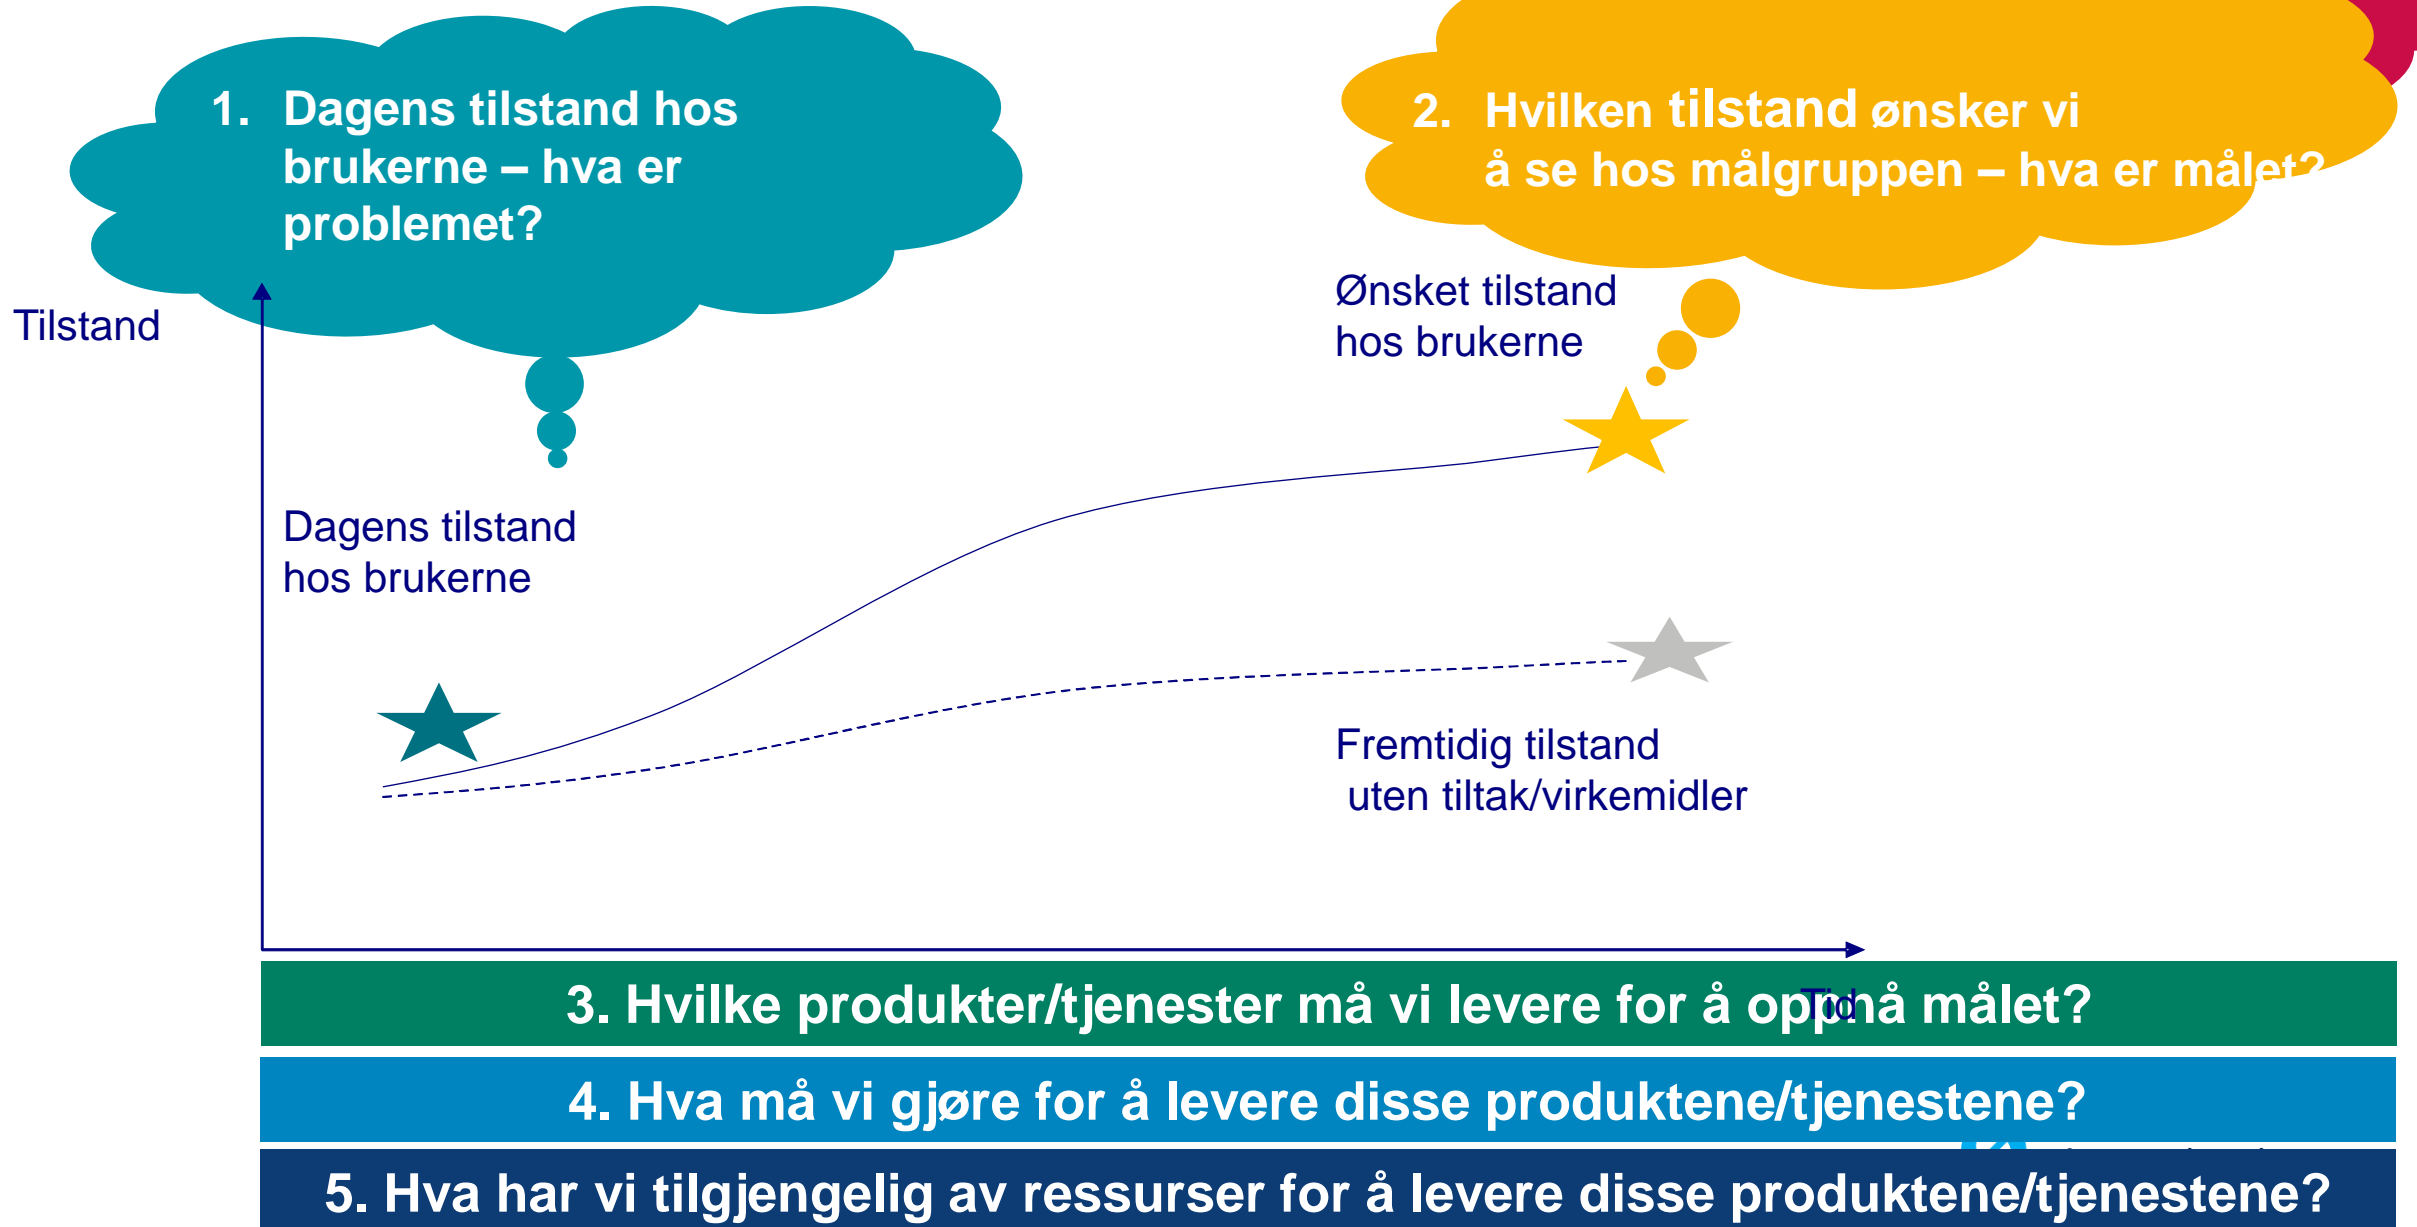 1. Dagens tilstand hos
brukerne – hva er
problemet?
2. Hvilken tilstand ønsker vi
å se hos målgruppen – hva er målet?
Tilstand
Ønsket tilstand
hos brukerne
Dagens tilstand
hos brukerne
Fremtidig tilstand
uten tiltak/virkemidler
Tid
3. Hvilke produkter/tjenester må vi levere for å oppnå målet?
4. Hva må vi gjøre for å levere disse produktene/tjenestene?
5. Hva har vi tilgjengelig av ressurser for å levere disse produktene/tjenestene?